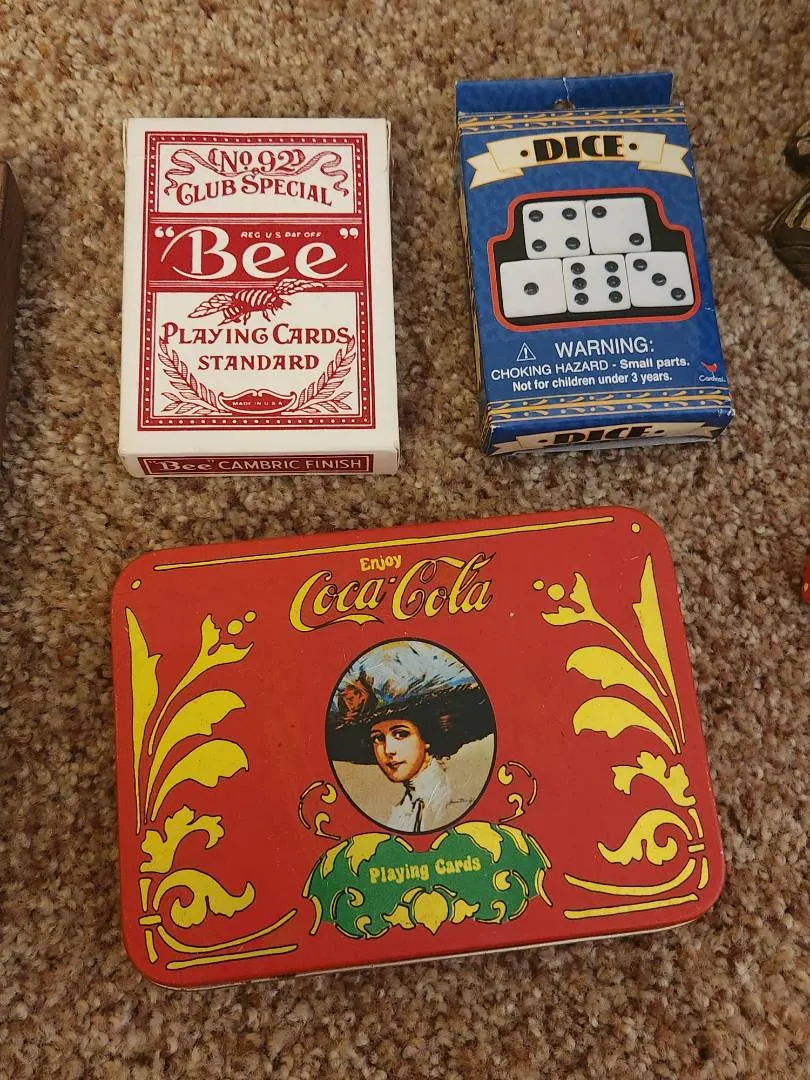 No. 92
CLUB SPECIAL
REG. U.S. PAT. OFF.
"Bee"
PLAYING CARDS
STANDARD
MADE IN U.S.A.
"Bee" CAMBRIC FINISH
·DICE·
WARNING:
CHOKING HAZARD - Small parts.
Not for children under 3 years.
Cardinal
·DICE·
Enjoy
Coca-Cola
Playing Cards